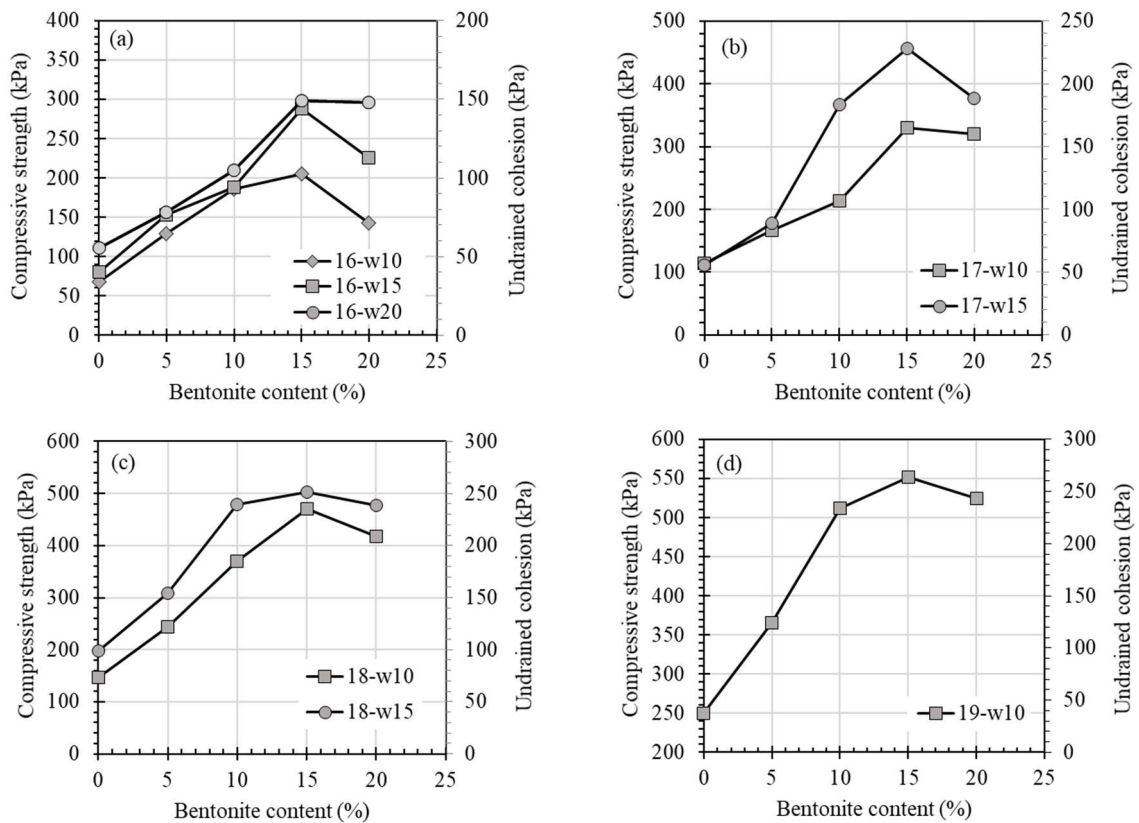 (a)
Compressive strength (kPa)
400
350
300
250
200
150
100
50
0
200
150
100
50
0
Undrained cohesion (kPa)
16-w10
16-w15
16-w20
0 5 10 15 20 25
Bentonite content (%)
(b)
Compressive strength (kPa)
500
400
300
200
100
0
250
200
150
100
50
0
Undrained cohesion (kPa)
17-w10
17-w15
0 5 10 15 20 25
Bentonite content (%)
(c)
Compressive strength (kPa)
600
500
400
300
200
100
0
300
250
200
150
100
50
0
Undrained cohesion (kPa)
18-w10
18-w15
0 5 10 15 20 25
Bentonite content (%)
(d)
Compressive strength (kPa)
600
550
500
450
400
350
300
250
200
300
250
200
150
100
50
0
Undrained cohesion (kPa)
19-w10
0 5 10 15 20 25
Bentonite content (%)